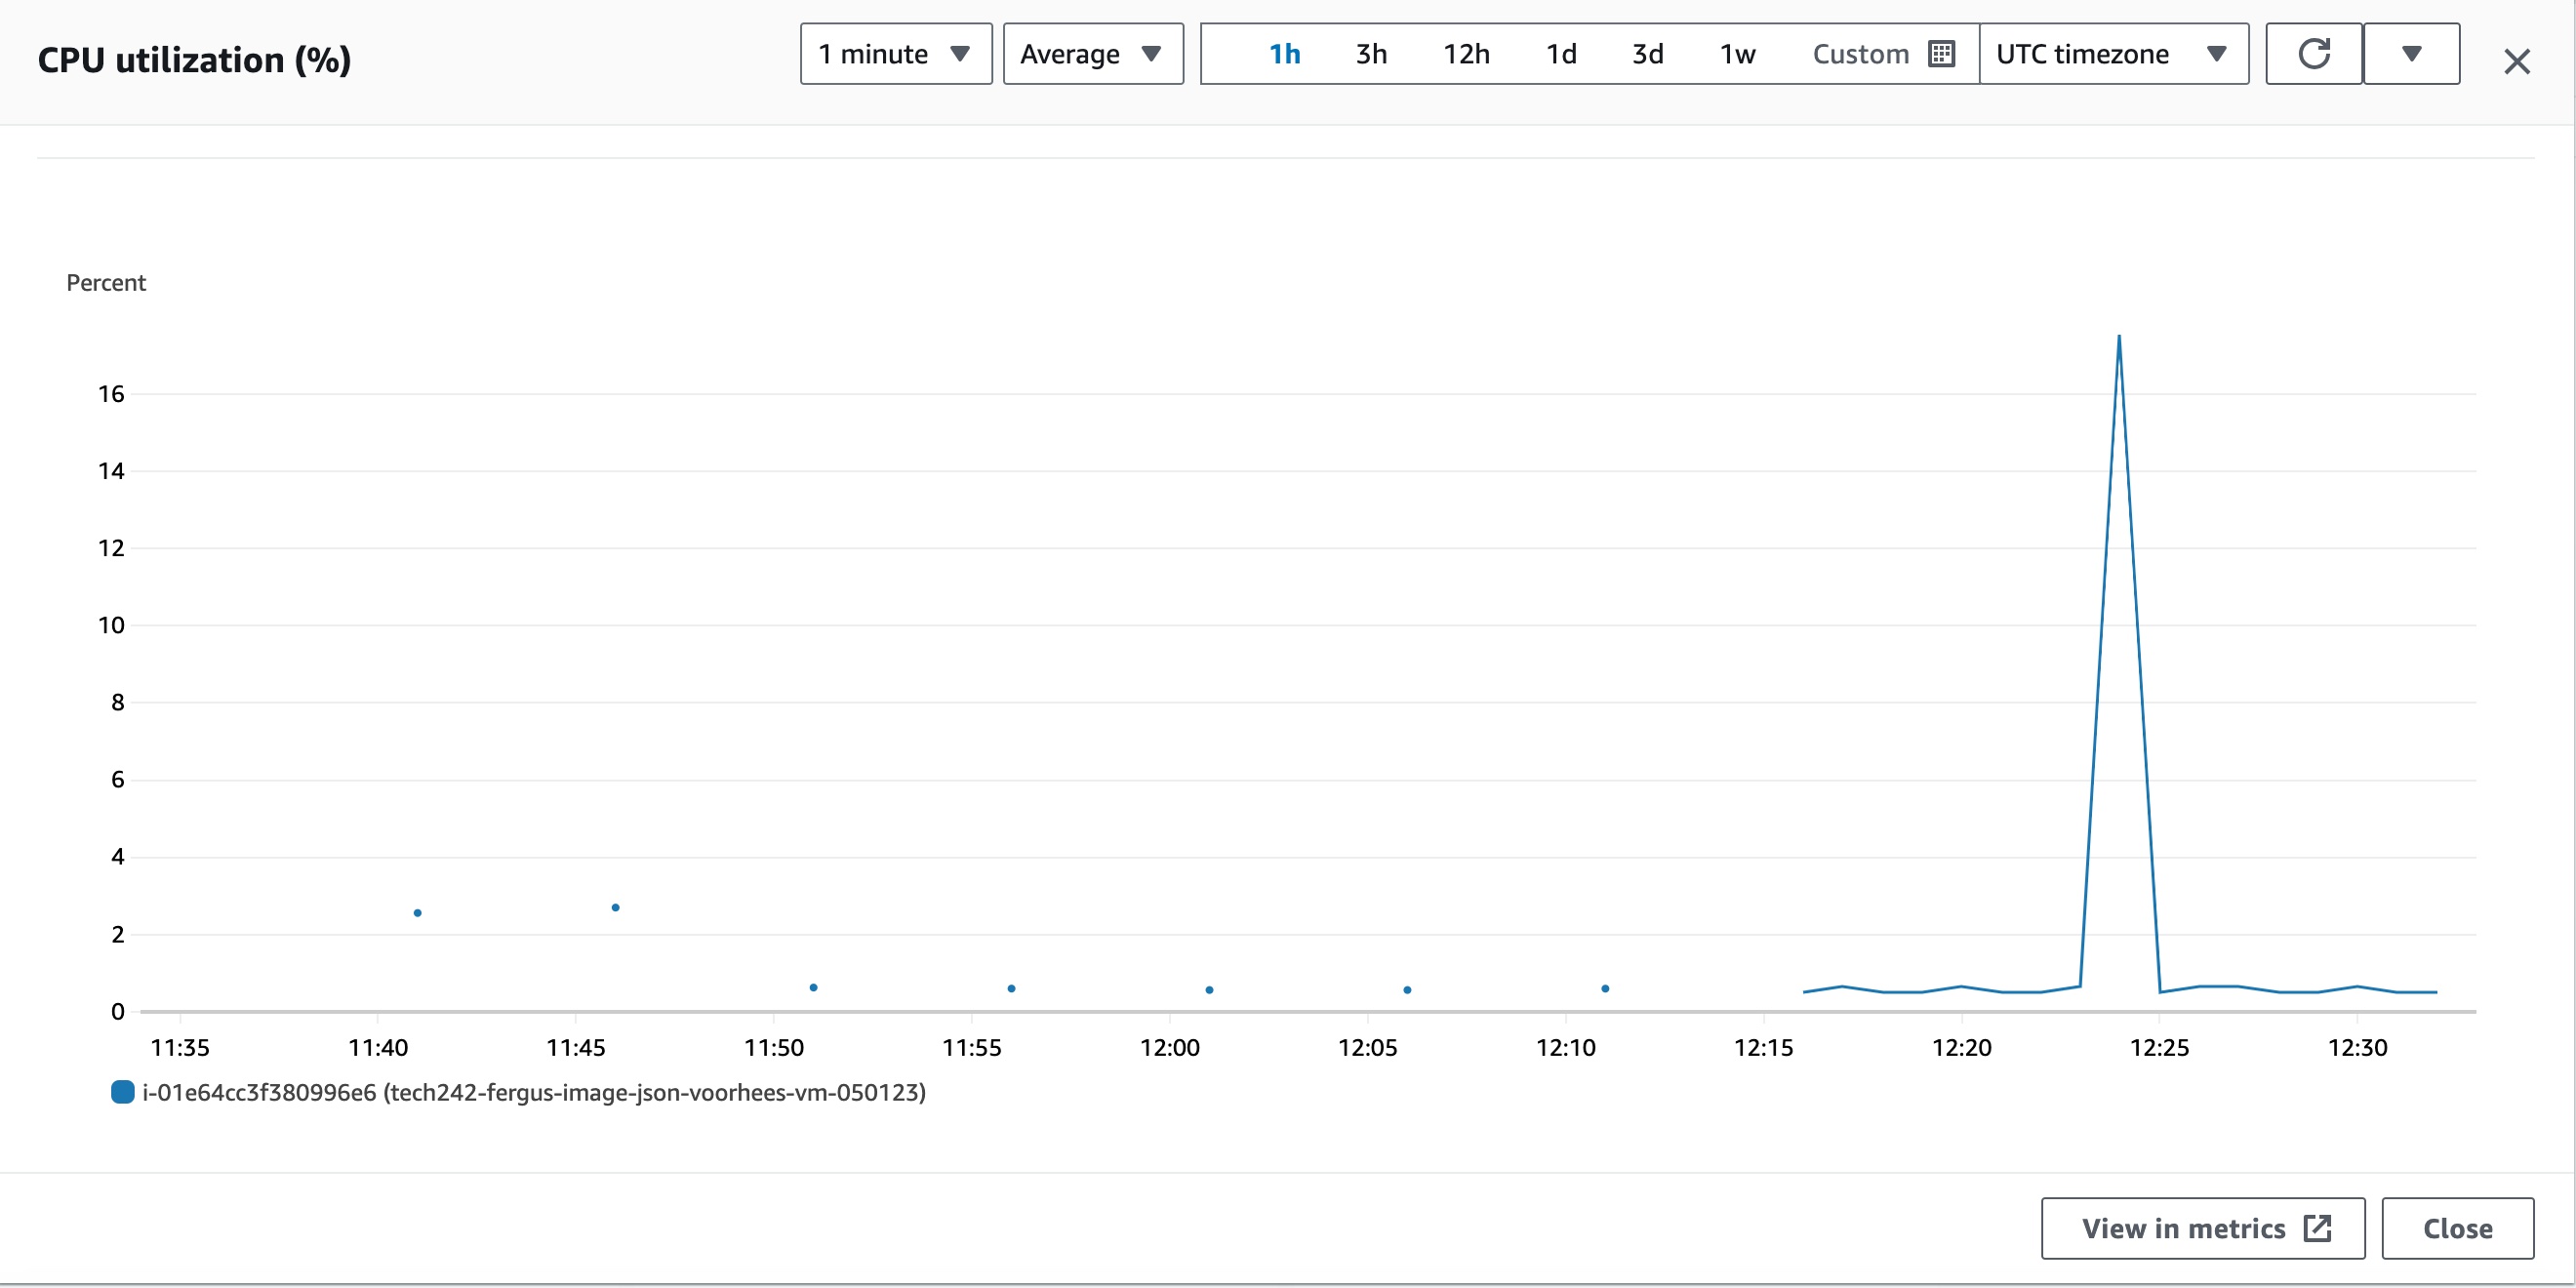 CPU utilization (%)
1 minute
Average
1h 3h 12h 1d 3d 1w Custom
UTC timezone
Percent
16
14
12
10
8
6
4
2
0
11:35 11:40 11:45 11:50 11:55 12:00 12:05 12:10 12:15 12:20 12:25 12:30
i-01e64cc3f380996e6 (tech242-fergus-image-json-voorhees-vm-050123)
View in metrics
Close